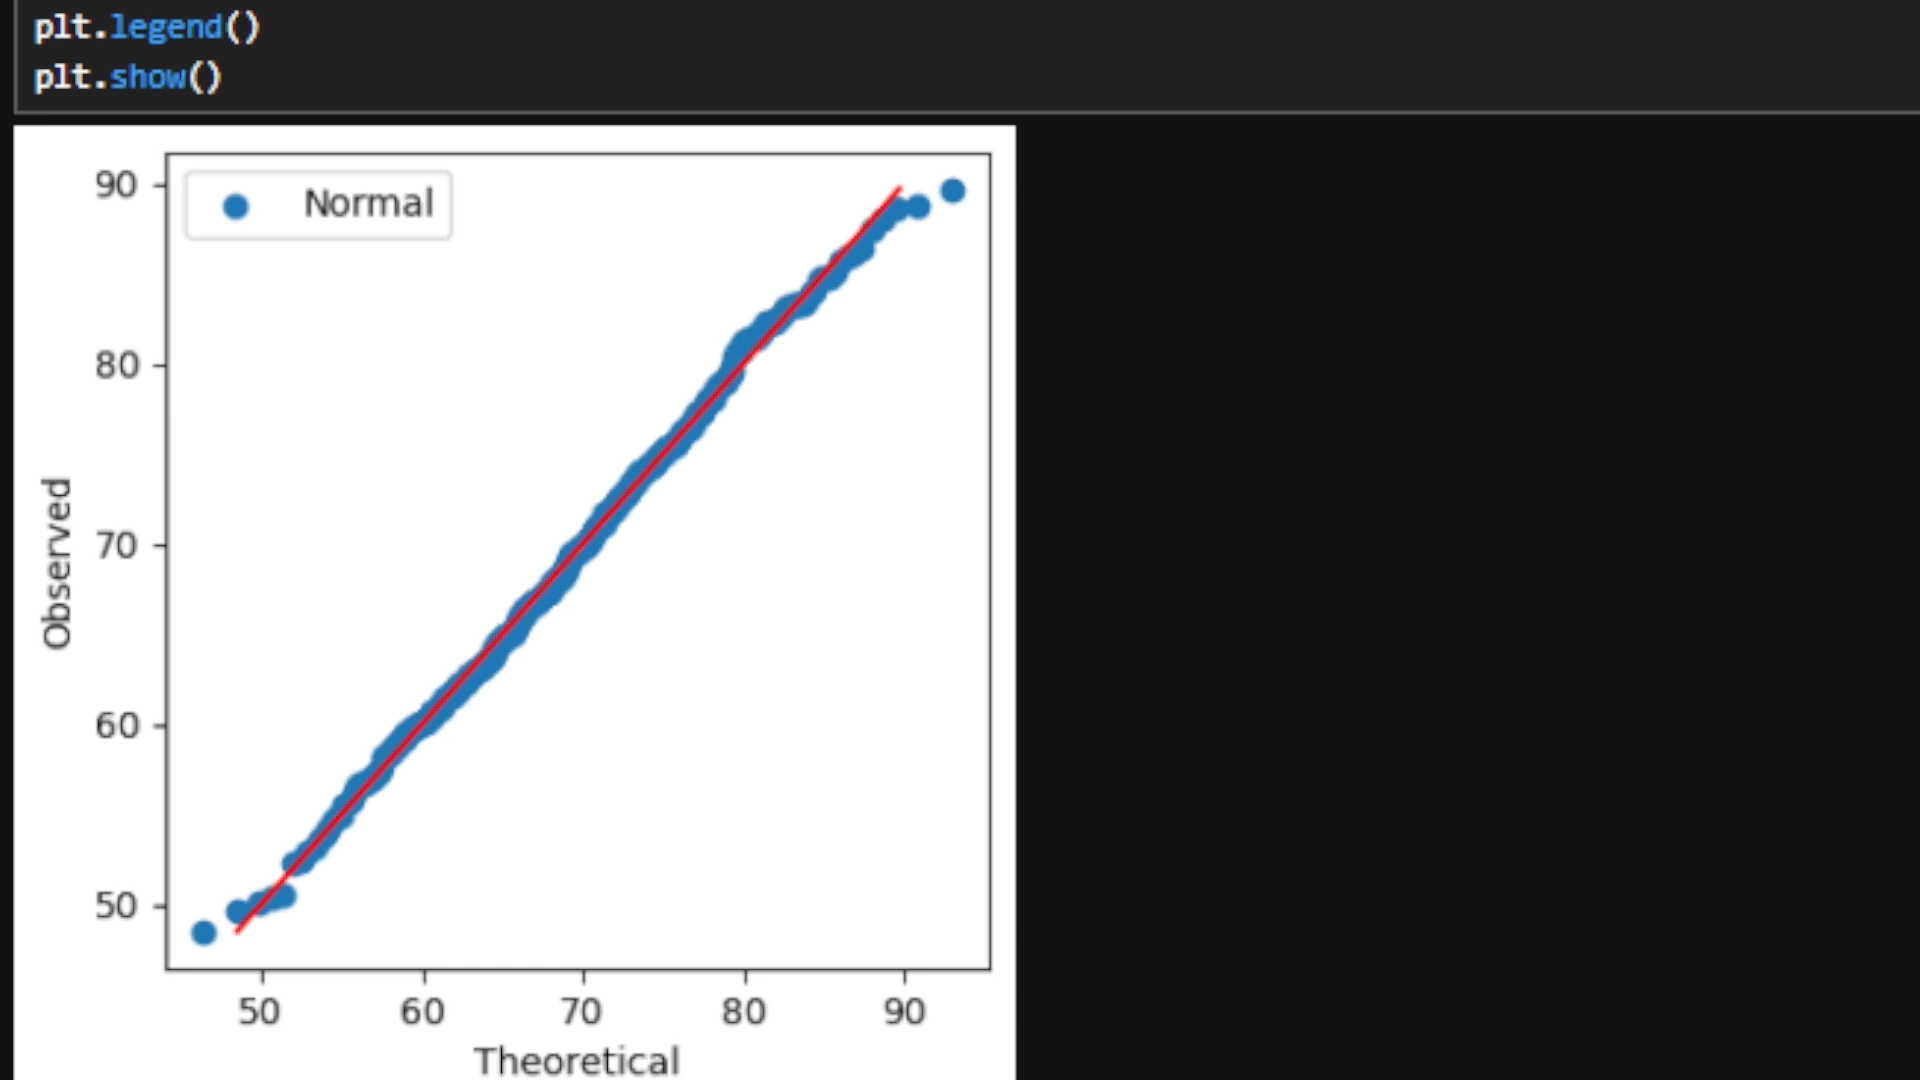 plt.legend()
plt.show()
Normal
90
80
70
60
50
Observed
50 60 70 80 90
Theoretical